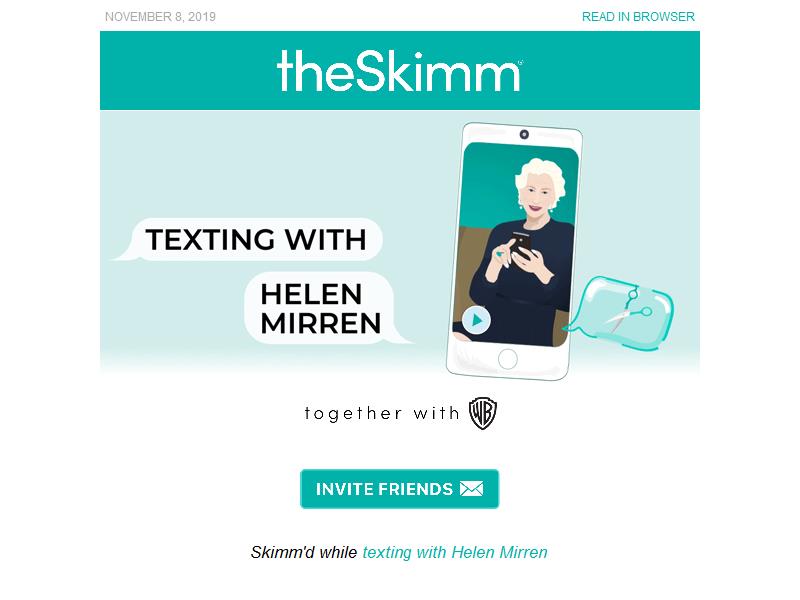 NOVEMBER 8, 2019 READ IN BROWSER
theSkimm®
TEXTING WITH
HELEN
MIRREN
together with WB
INVITE FRIENDS
Skimm'd while texting with Helen Mirren